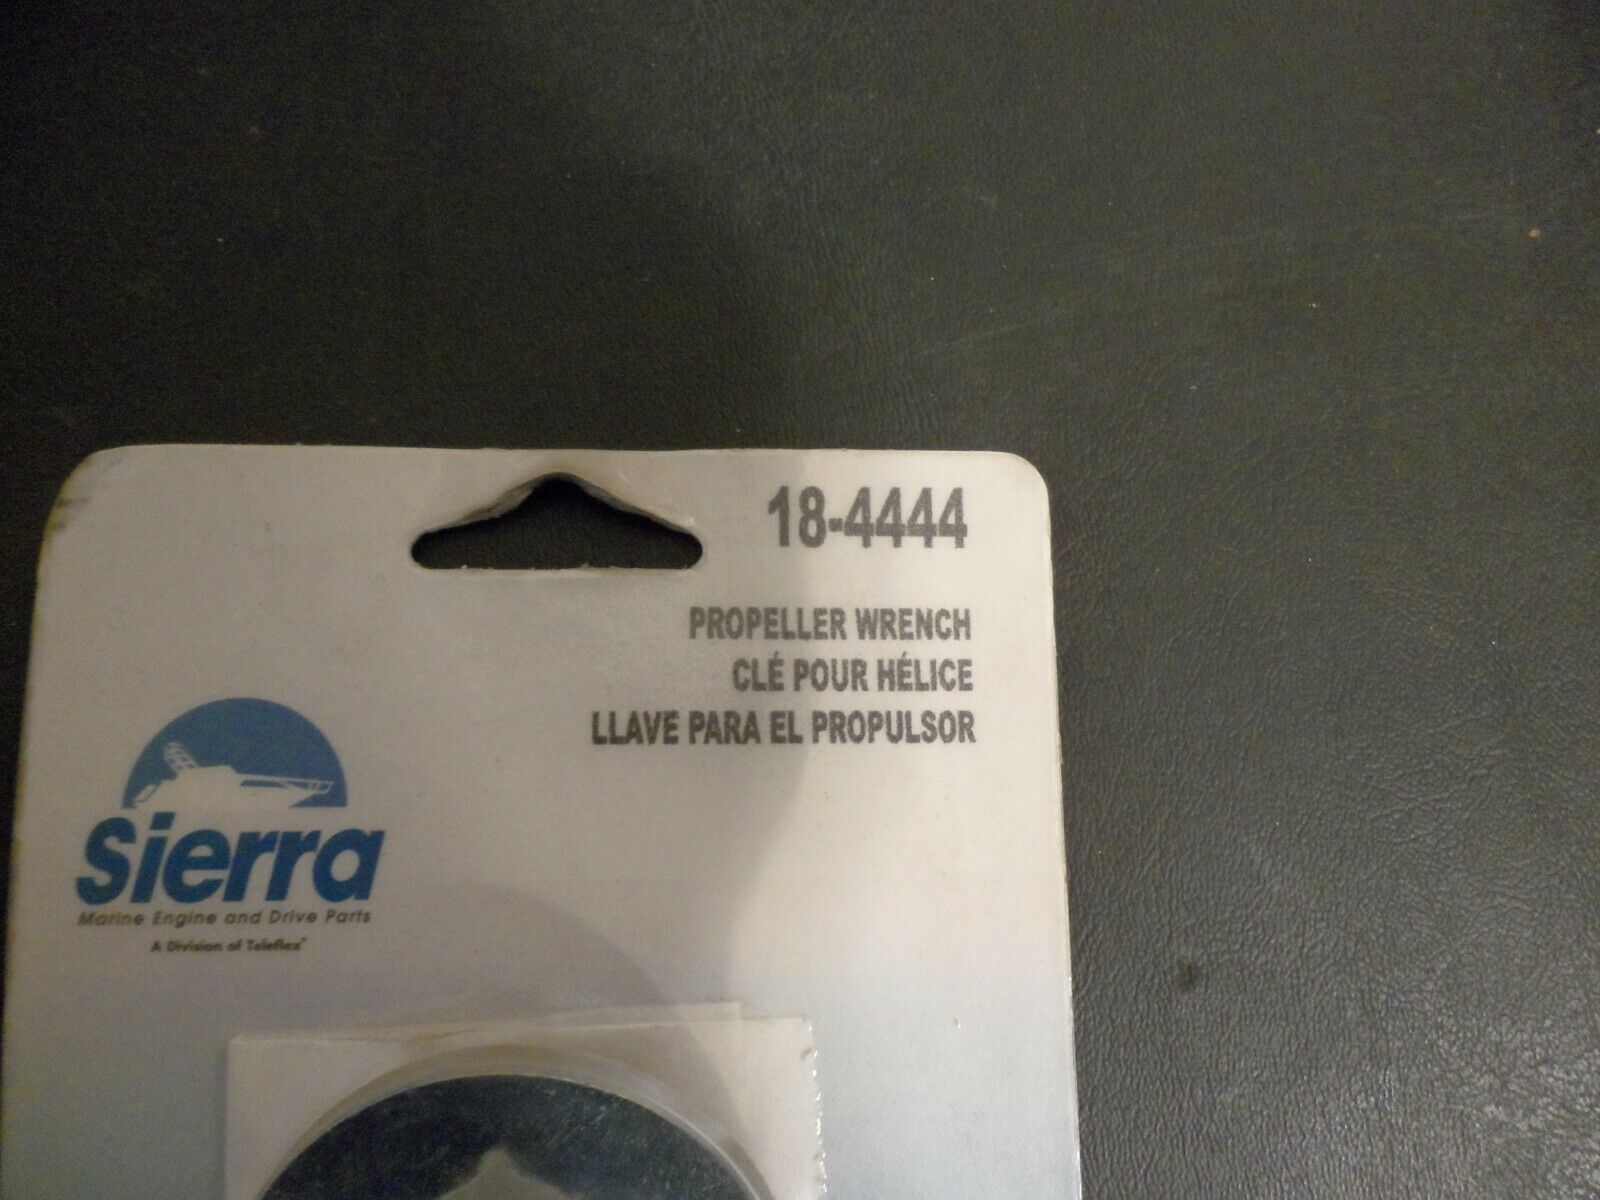 18-4444
PROPELLER WRENCH
CLÉ POUR HÉLICE
LLAVE PARA EL PROPULSOR
Sierra
Marine Engine and Drive Parts
A Division of Teleflex®